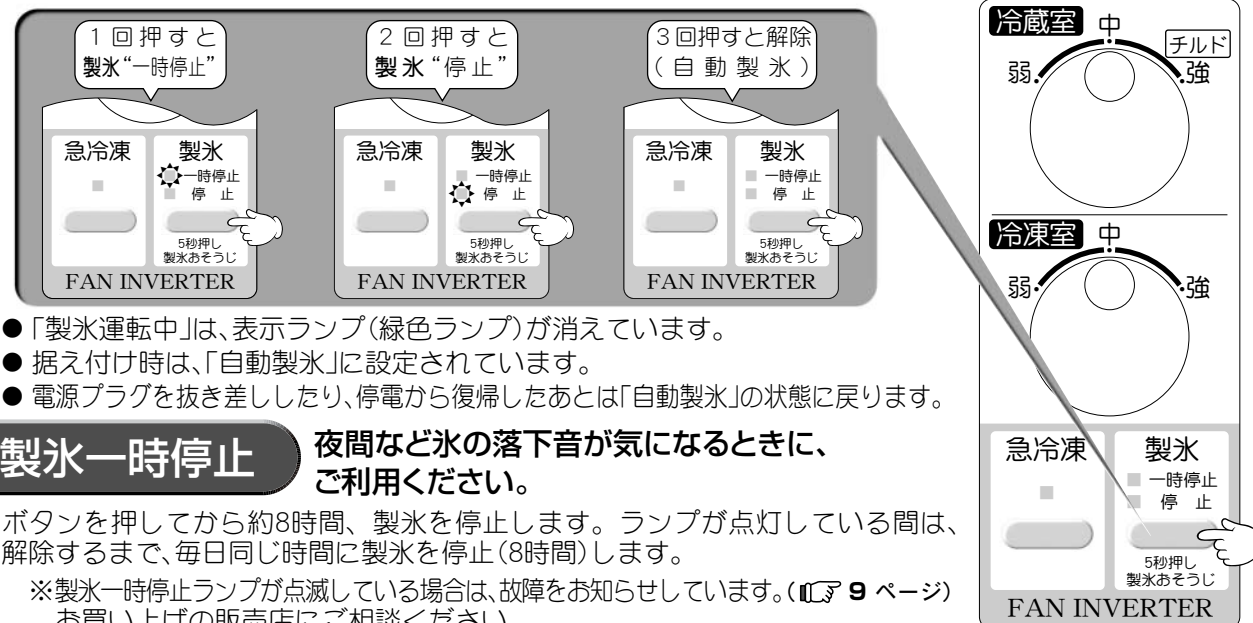 1回押すと
製氷“一時停止”
急冷凍
製氷
一時停止
停 止
5秒押し
製氷おそうじ
FAN INVERTER
2回押すと
製氷“停止”
急冷凍
製氷
一時停止
停 止
5秒押し
製氷おそうじ
FAN INVERTER
3回押すと解除
(自動製氷)
急冷凍
製氷
一時停止
停 止
5秒押し
製氷おそうじ
FAN INVERTER
冷蔵室
中
チルド
弱
強
冷凍室
中
弱
強
急冷凍
製氷
一時停止
停 止
5秒押し
製氷おそうじ
FAN INVERTER
●「製氷運転中」は、表示ランプ(緑色ランプ)が消えています。
● 据え付け時は、「自動製氷」に設定されています。
● 電源プラグを抜き差ししたり、停電から復帰したあとは「自動製氷」の状態に戻ります。
製氷一時停止
夜間など氷の落下音が気になるときに、
ご利用ください。
ボタンを押してから約8時間、製氷を停止します。ランプが点灯している間は、
解除するまで、毎日同じ時間に製氷を停止(8時間)します。
※製氷一時停止ランプが点滅している場合は、故障をお知らせしています。(☞ 9 ページ)
お買い上げの販売店にご相談ください